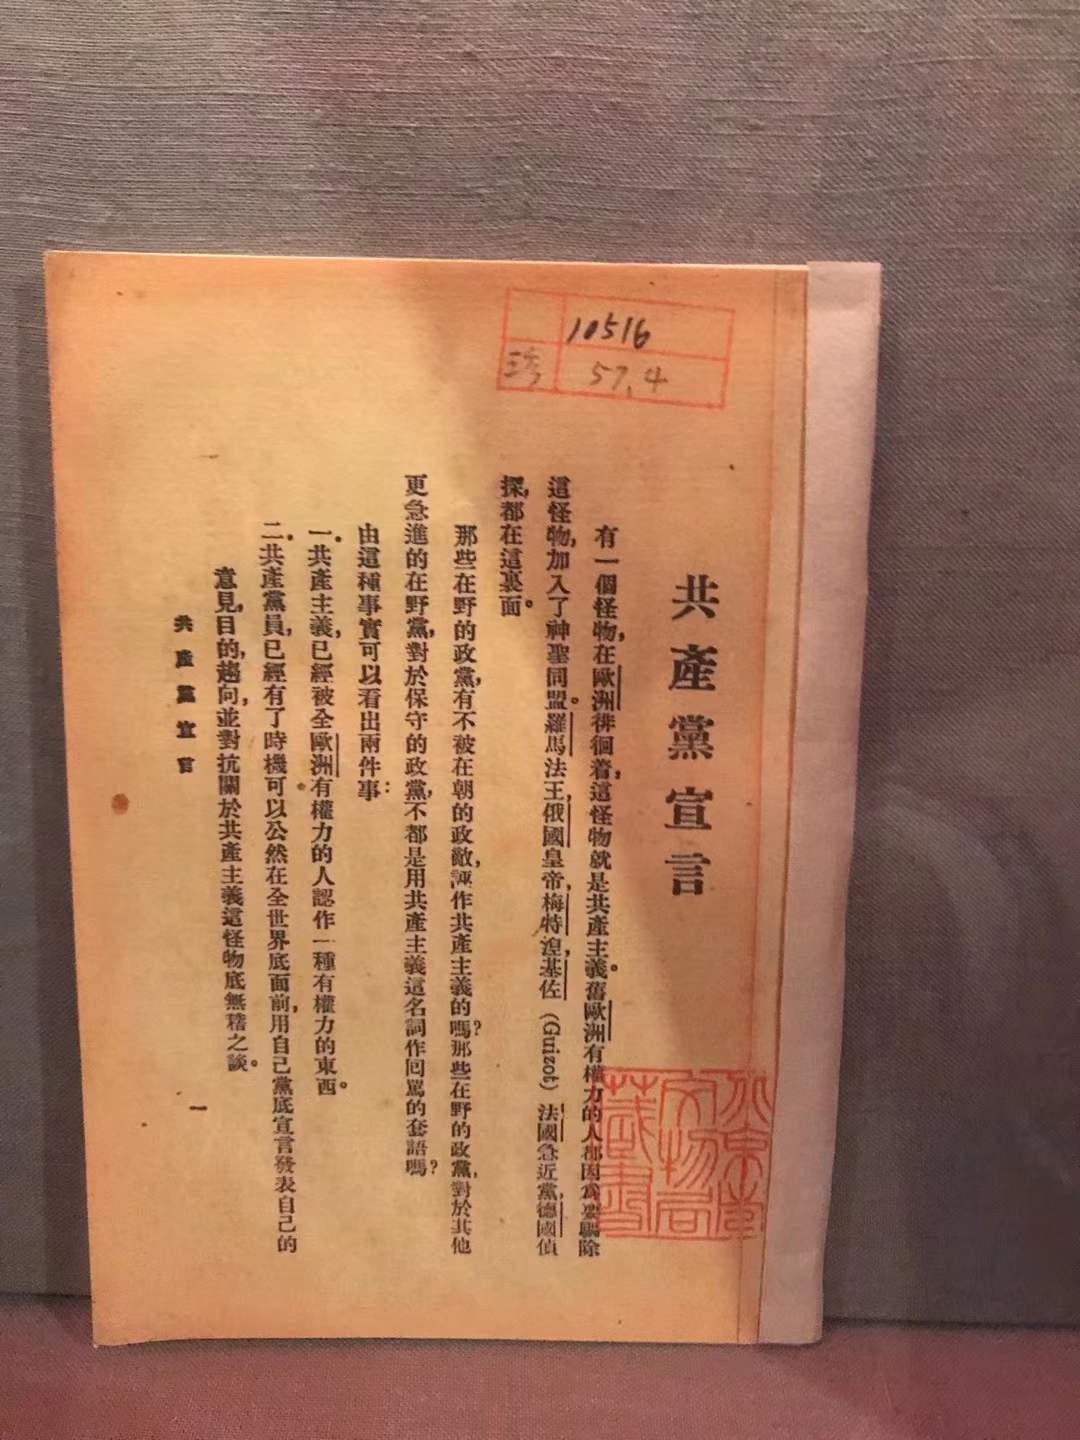 10516
57.4
共產黨宣言
有一個怪物,在歐洲徘徊着,這怪物就是共產主義。舊歐洲有權力的人都因爲要驅除
這怪物,加入了神聖同盟。羅馬法王,俄國皇帝,梅特涅,基佐(Guizot)法國急近黨,德國偵
探,都在這裏面。
那些在野的政黨,有不被在朝的政敵,誣作共產主義的嗎?那些在野的政黨,對於其他
更急進的在野黨,對於保守的政黨,不都是用共產主義這名詞作回罵的套語嗎?
由這種事實可以看出兩件事:
一.共產主義,已經被全歐洲有權力的人認作一種有權力的東西。
二.共產黨員,已經有了時機可以公然在全世界底面前,用自己黨底宣言發表自己的
意見,目的,趨向,並對抗關於共產主義這怪物底無稽之談。
共產黨宣言
一
文物局
藏書